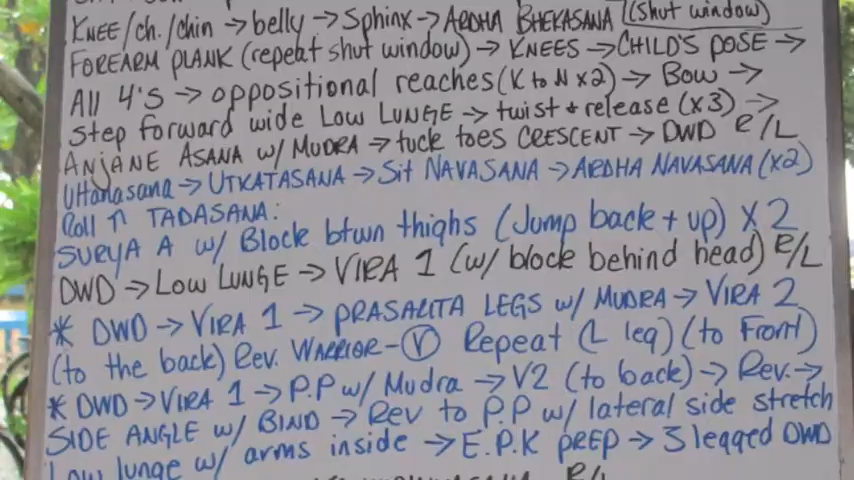 KNEE/ch./chin → belly → Sphinx → ARDHA BHEKASANA (shut window)
FOREARM PLANK (repeat shut window) → KNEES → CHILD'S POSE →
All 4's → oppositional reaches (K to N x2) → Bow →
step forward wide Low LUNGE → twist + release (x3) →
ANJANE ASANA w/ MUDRA → tuck toes CRESCENT → DWD R/L
Uttanasana → UTKATASANA → Sit NAVASANA → ARDHA NAVASANA (x2)
Roll ↑ TADASANA:
SURYA A w/ Block btwn thighs (Jump back + up) X 2
DWD → Low LUNGE → VIRA 1 (w/ block behind head) R/L
* DWD → VIRA 1 → PRASARITA LEGS w/ MUDRA → VIRA 2
(to the back) Rev. WARRIOR - V Repeat (L leg) (to Front)
* DWD → VIRA 1 → P.P w/ Mudra → V2 (to back) → Rev. →
SIDE ANGLE w/ BIND → Rev to P.P w/ lateral side stretch
Low lunge w/ arms inside → E.P.K PREP → 3 legged DWD
R/L